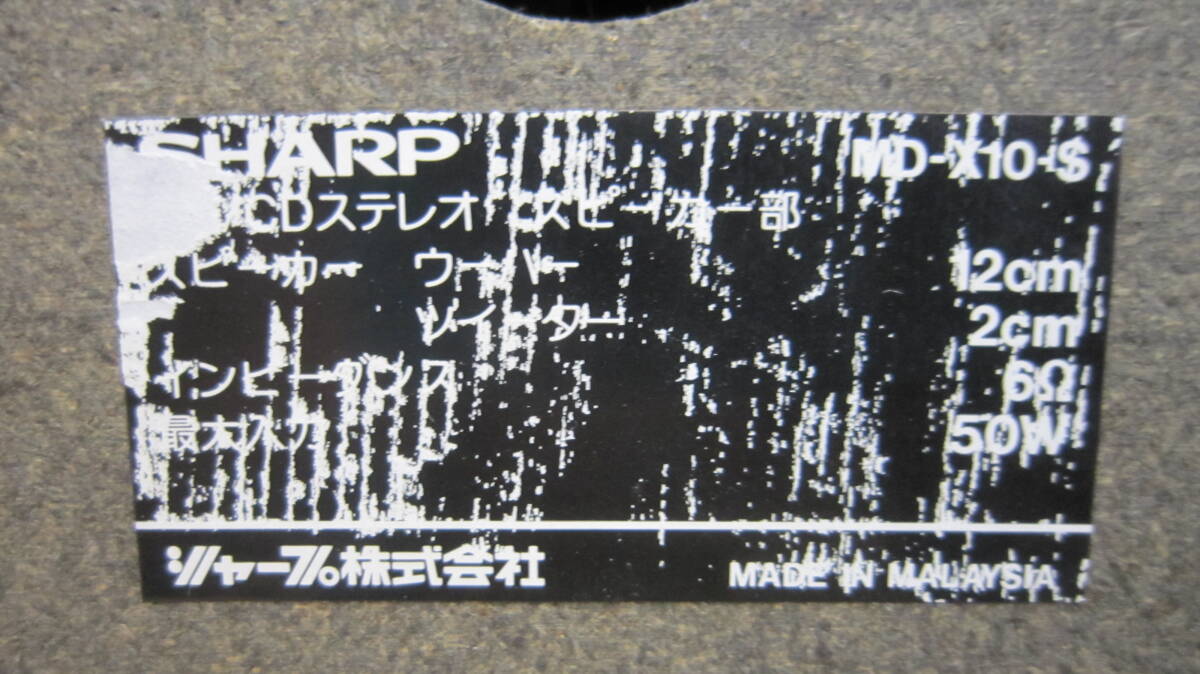 SHARP MD-X10-S
CDステレオ (スピーカー部
スピーカー ウーハー 12cm
ツイーター 2cm
インピーダンス 6Ω
最大入力 50W
シャープ株式会社 MADE IN MALAYSIA